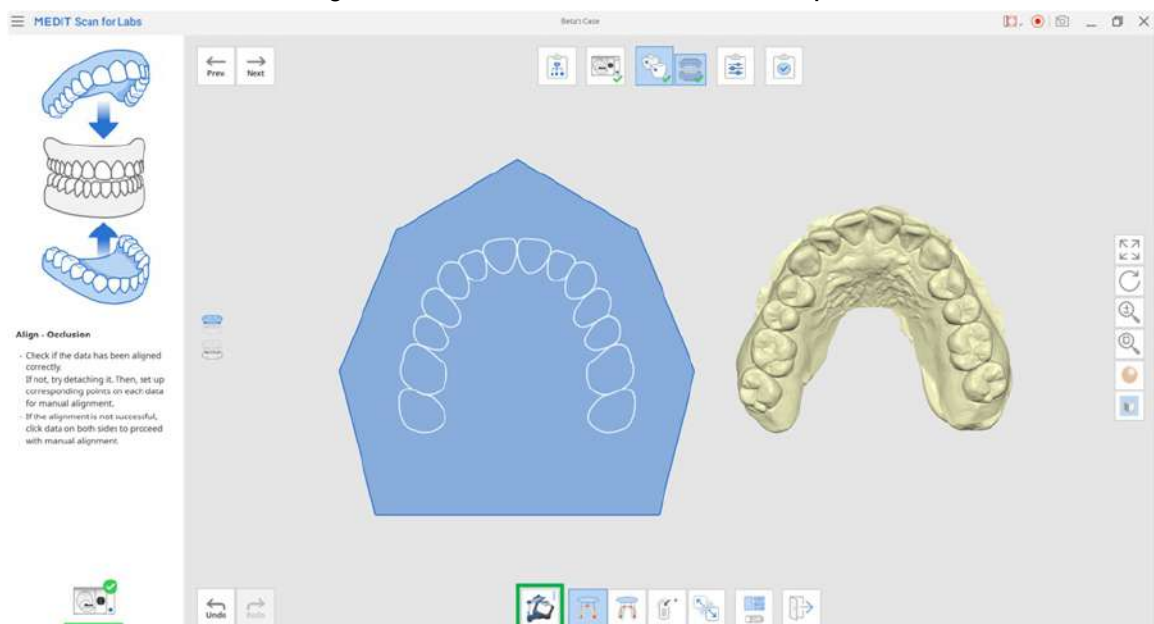 MEDIT Scan for Labs
Beta's Case
Prev
Next
Align - Occlusion
- Check if the data has been aligned
correctly.
If not, try detaching it. Then, set up
corresponding points on each data
for manual alignment.
- If the alignment is not successful,
click data on both sides to proceed
with manual alignment.
Undo
Redo